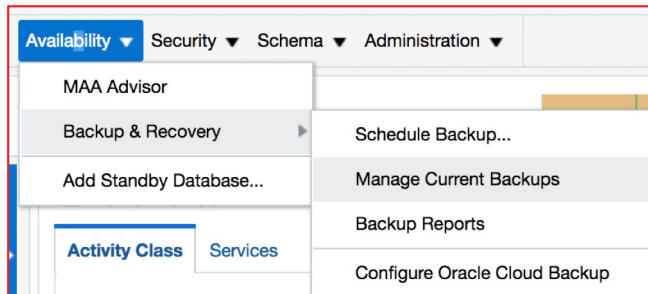 Availability Security Schema Administration
MAA Advisor
Backup & Recovery
Add Standby Database...
Schedule Backup...
Manage Current Backups
Backup Reports
Configure Oracle Cloud Backup
Activity Class Services